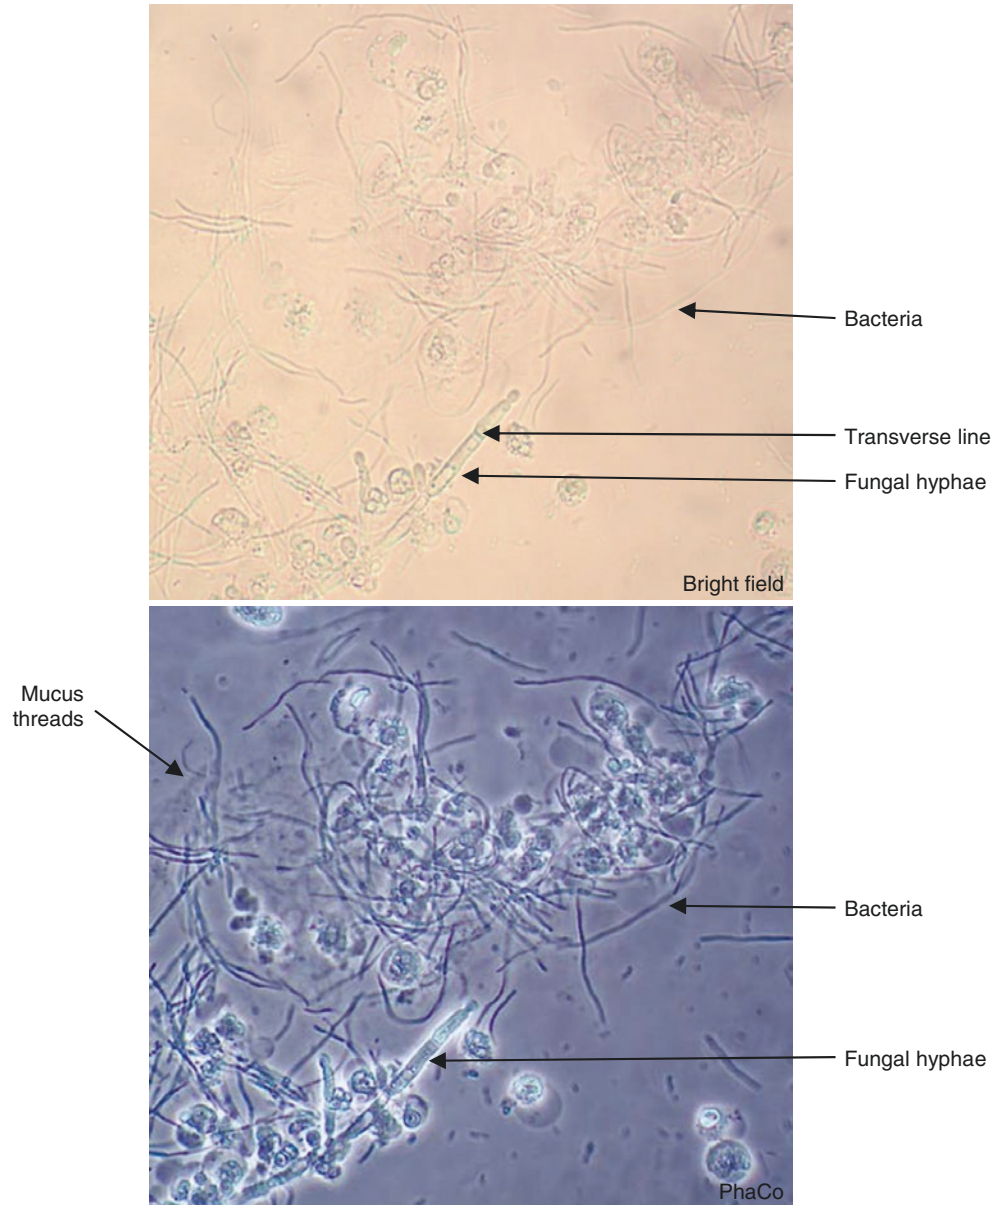 Bacteria
Transverse line
Fungal hyphae
Bright field
Mucus
threads
Bacteria
Fungal hyphae
PhaCo